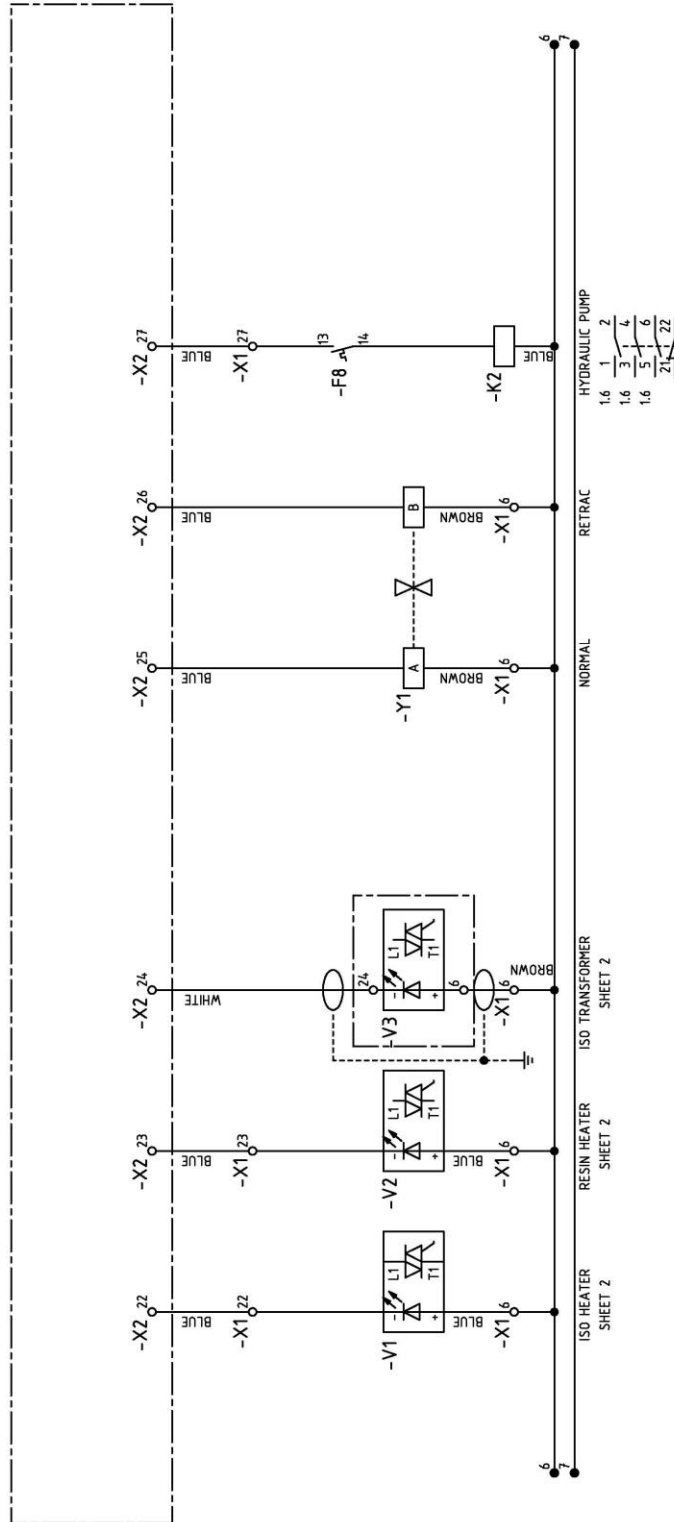 -X2 22
-X2 23
-X2 24
-X2 25
-X2 26
-X2 27
BLUE
BLUE
WHITE
BLUE
BLUE
BLUE
-X1 22
-X1 23
-X1 27
-F8
13
14
-V1
-
+
L1
T1
-V2
-
+
L1
T1
-V3
24
-
+
L1
T1
6
-Y1
A
B
-K2
BLUE
BLUE
BROWN
BROWN
BROWN
BLUE
-X1 6
-X1 6
-X1 6
-X1 6
-X1 6
6
6
7
7
ISO HEATER
SHEET 2
RESIN HEATER
SHEET 2
ISO TRANSFORMER
SHEET 2
NORMAL
RETRAC
HYDRAULIC PUMP
1.6 1 2
1.6 3 4
1.6 5 6
21 22